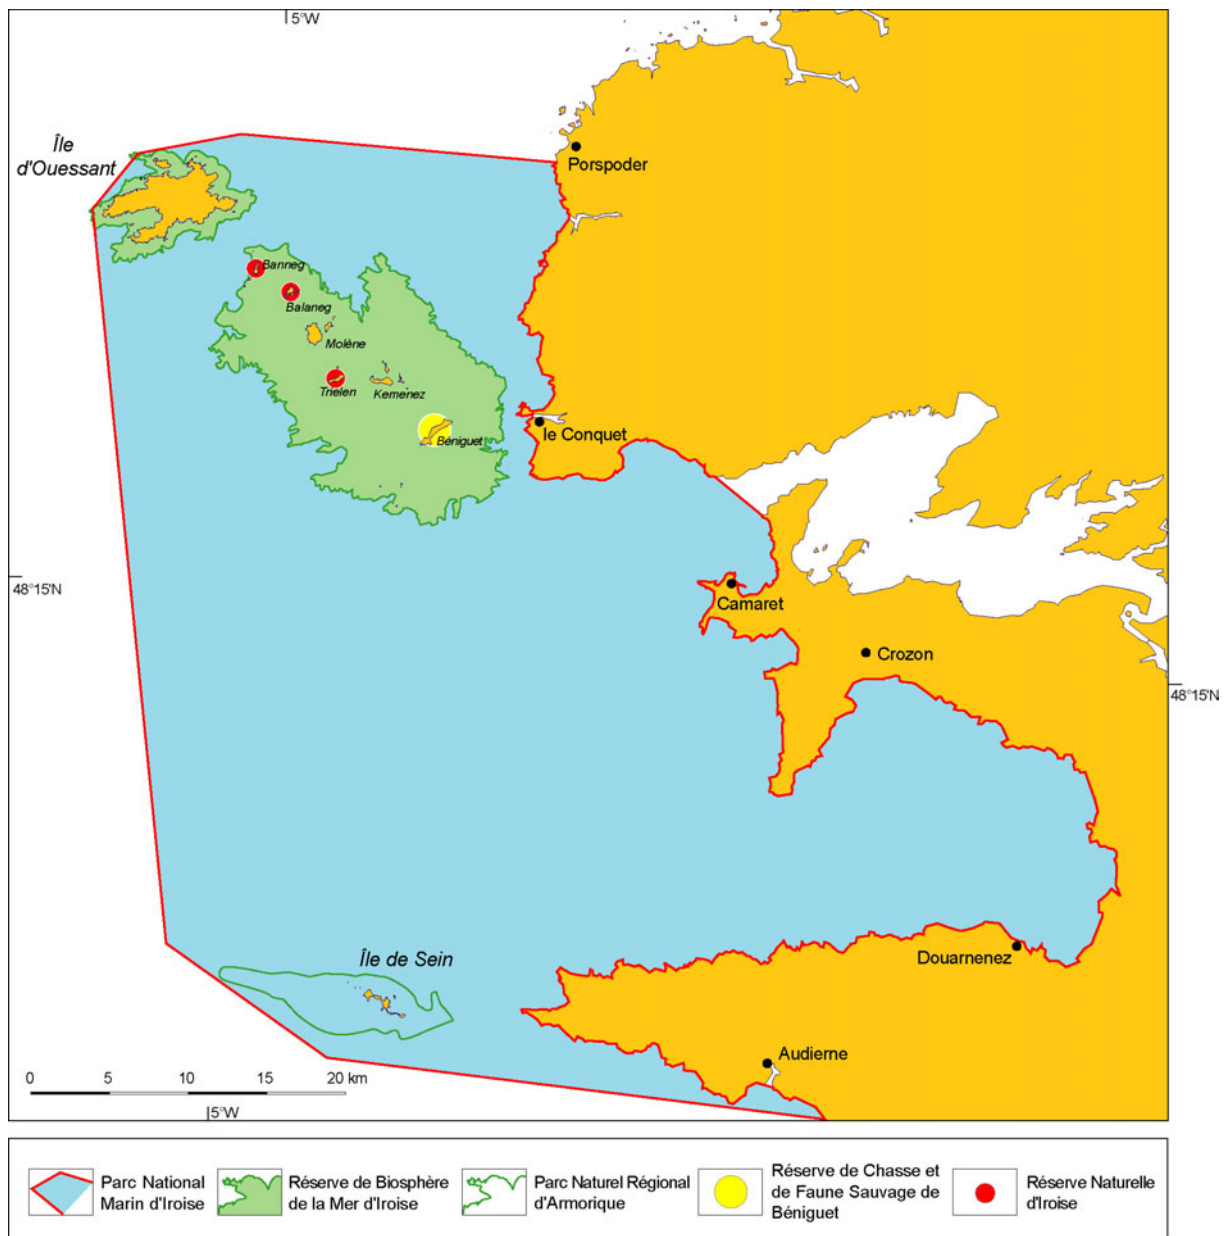 5°W
Île
d'Ouessant
Porspoder
Banneg
Balaneg
Molène
Trielen
Kemenez
Béniguet
le Conquet
48°15'N
Camaret
Crozon
48°15'N
Île de Sein
Douarnenez
Audierne
0 5 10 15 20 km
5°W
Parc National
Marin d'Iroise
Réserve de Biosphère
de la Mer d'Iroise
Parc Naturel Régional
d'Armorique
Réserve de Chasse et
de Faune Sauvage de
Béniguet
Réserve Naturelle
d'Iroise